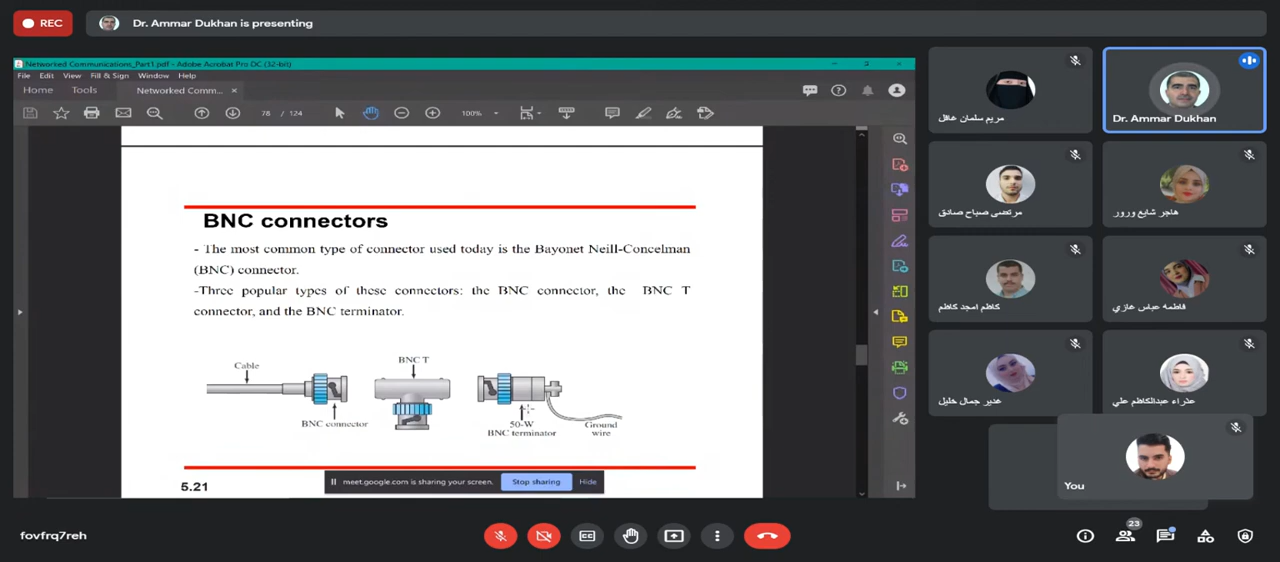 REC
Dr. Ammar Dukhan is presenting
Networked Communications_Part1.pdf - Adobe Acrobat Pro DC (32-bit)
File Edit View Fill & Sign Window Help
Home Tools Networked Comm... ×
78 / 124 100%
BNC connectors
- The most common type of connector used today is the Bayonet Neill-Concelman
(BNC) connector.
-Three popular types of these connectors: the BNC connector, the BNC T
connector, and the BNC terminator.
Cable
BNC T
BNC connector
50-W
BNC terminator
Ground
wire
5.21
meet.google.com is sharing your screen. Stop sharing Hide
مريم سلمان عاقل
Dr. Ammar Dukhan
مرتضى صباح صادق
هاجر شايع ورور
كاظم امجد كاظم
فاطمه عباس غازي
غدير جمال خليل
عذراء عبدالكاظم علي
You
fovfrq7reh
23